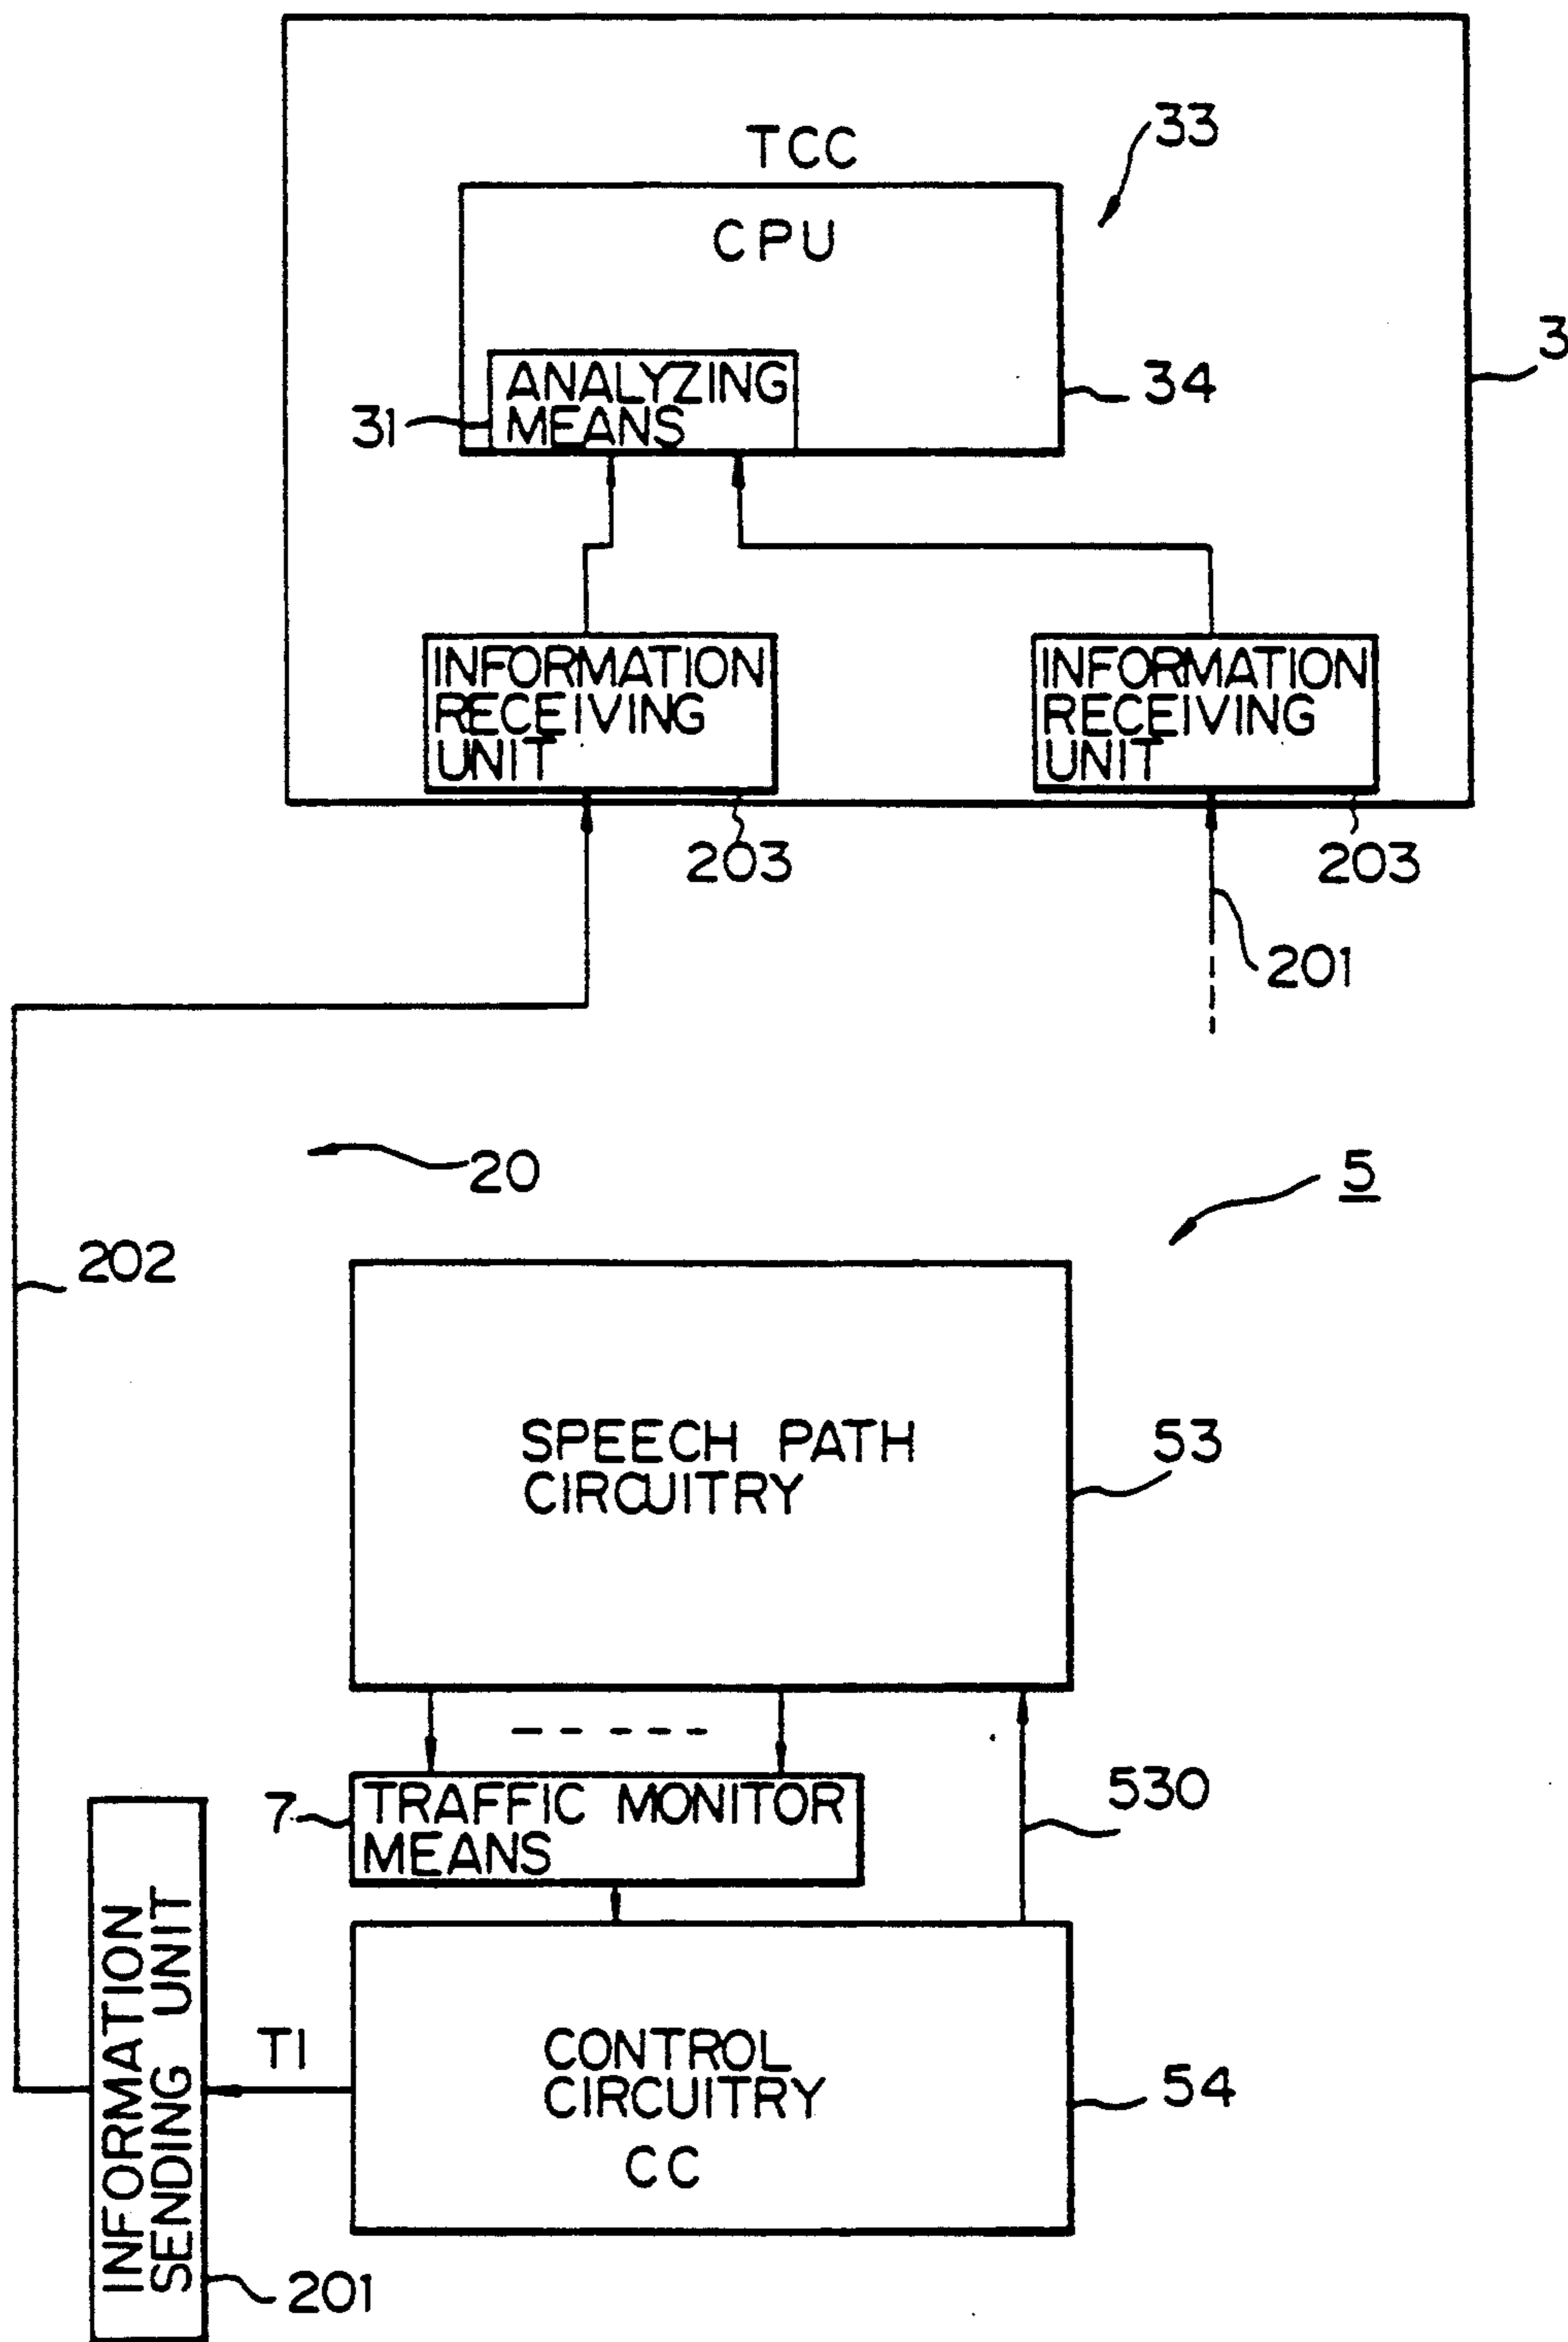 TCC
33
CPU
3
ANALYZING
MEANS
31
34
INFORMATION
RECEIVING
UNIT
INFORMATION
RECEIVING
UNIT
203
203
201
20
5
202
SPEECH PATH
CIRCUITRY
53
7
TRAFFIC MONITOR
MEANS
530
INFORMATION
SENDING UNIT
TI
CONTROL
CIRCUITRY
CC
54
201